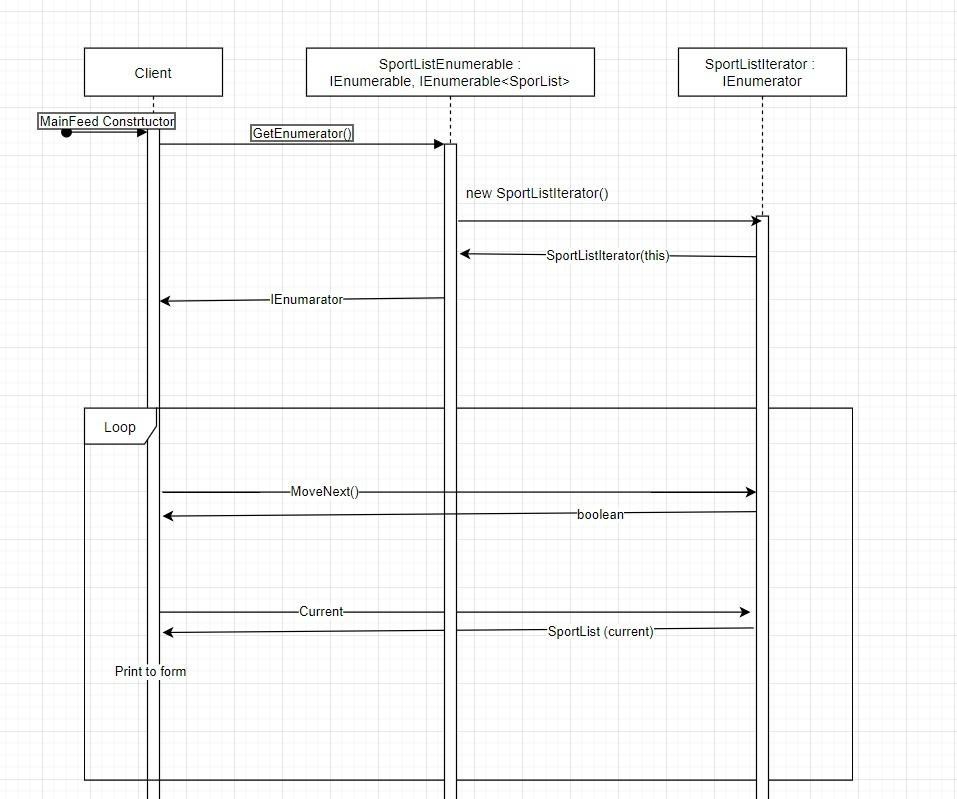 Client
SportListEnumerable :
IEnumerable, IEnumerable<SporList>
SportListIterator :
IEnumerator
MainFeed Constrtuctor
GetEnumerator()
new SportListIterator()
SportListIterator(this)
IEnumarator
Loop
MoveNext()
boolean
Current
SportList (current)
Print to form